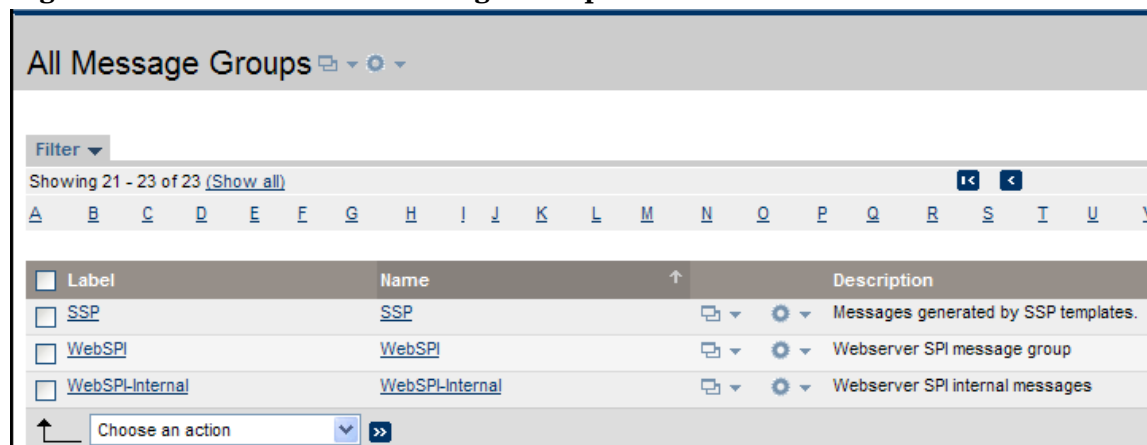 All Message Groups
Filter
Showing 21 - 23 of 23 (Show all)
A B C D E F G H I J K L M N O P Q R S T U
Label Name Description
SSP SSP Messages generated by SSP templates.
WebSPI WebSPI Webserver SPI message group
WebSPI-Internal WebSPI-Internal Webserver SPI internal messages
Choose an action